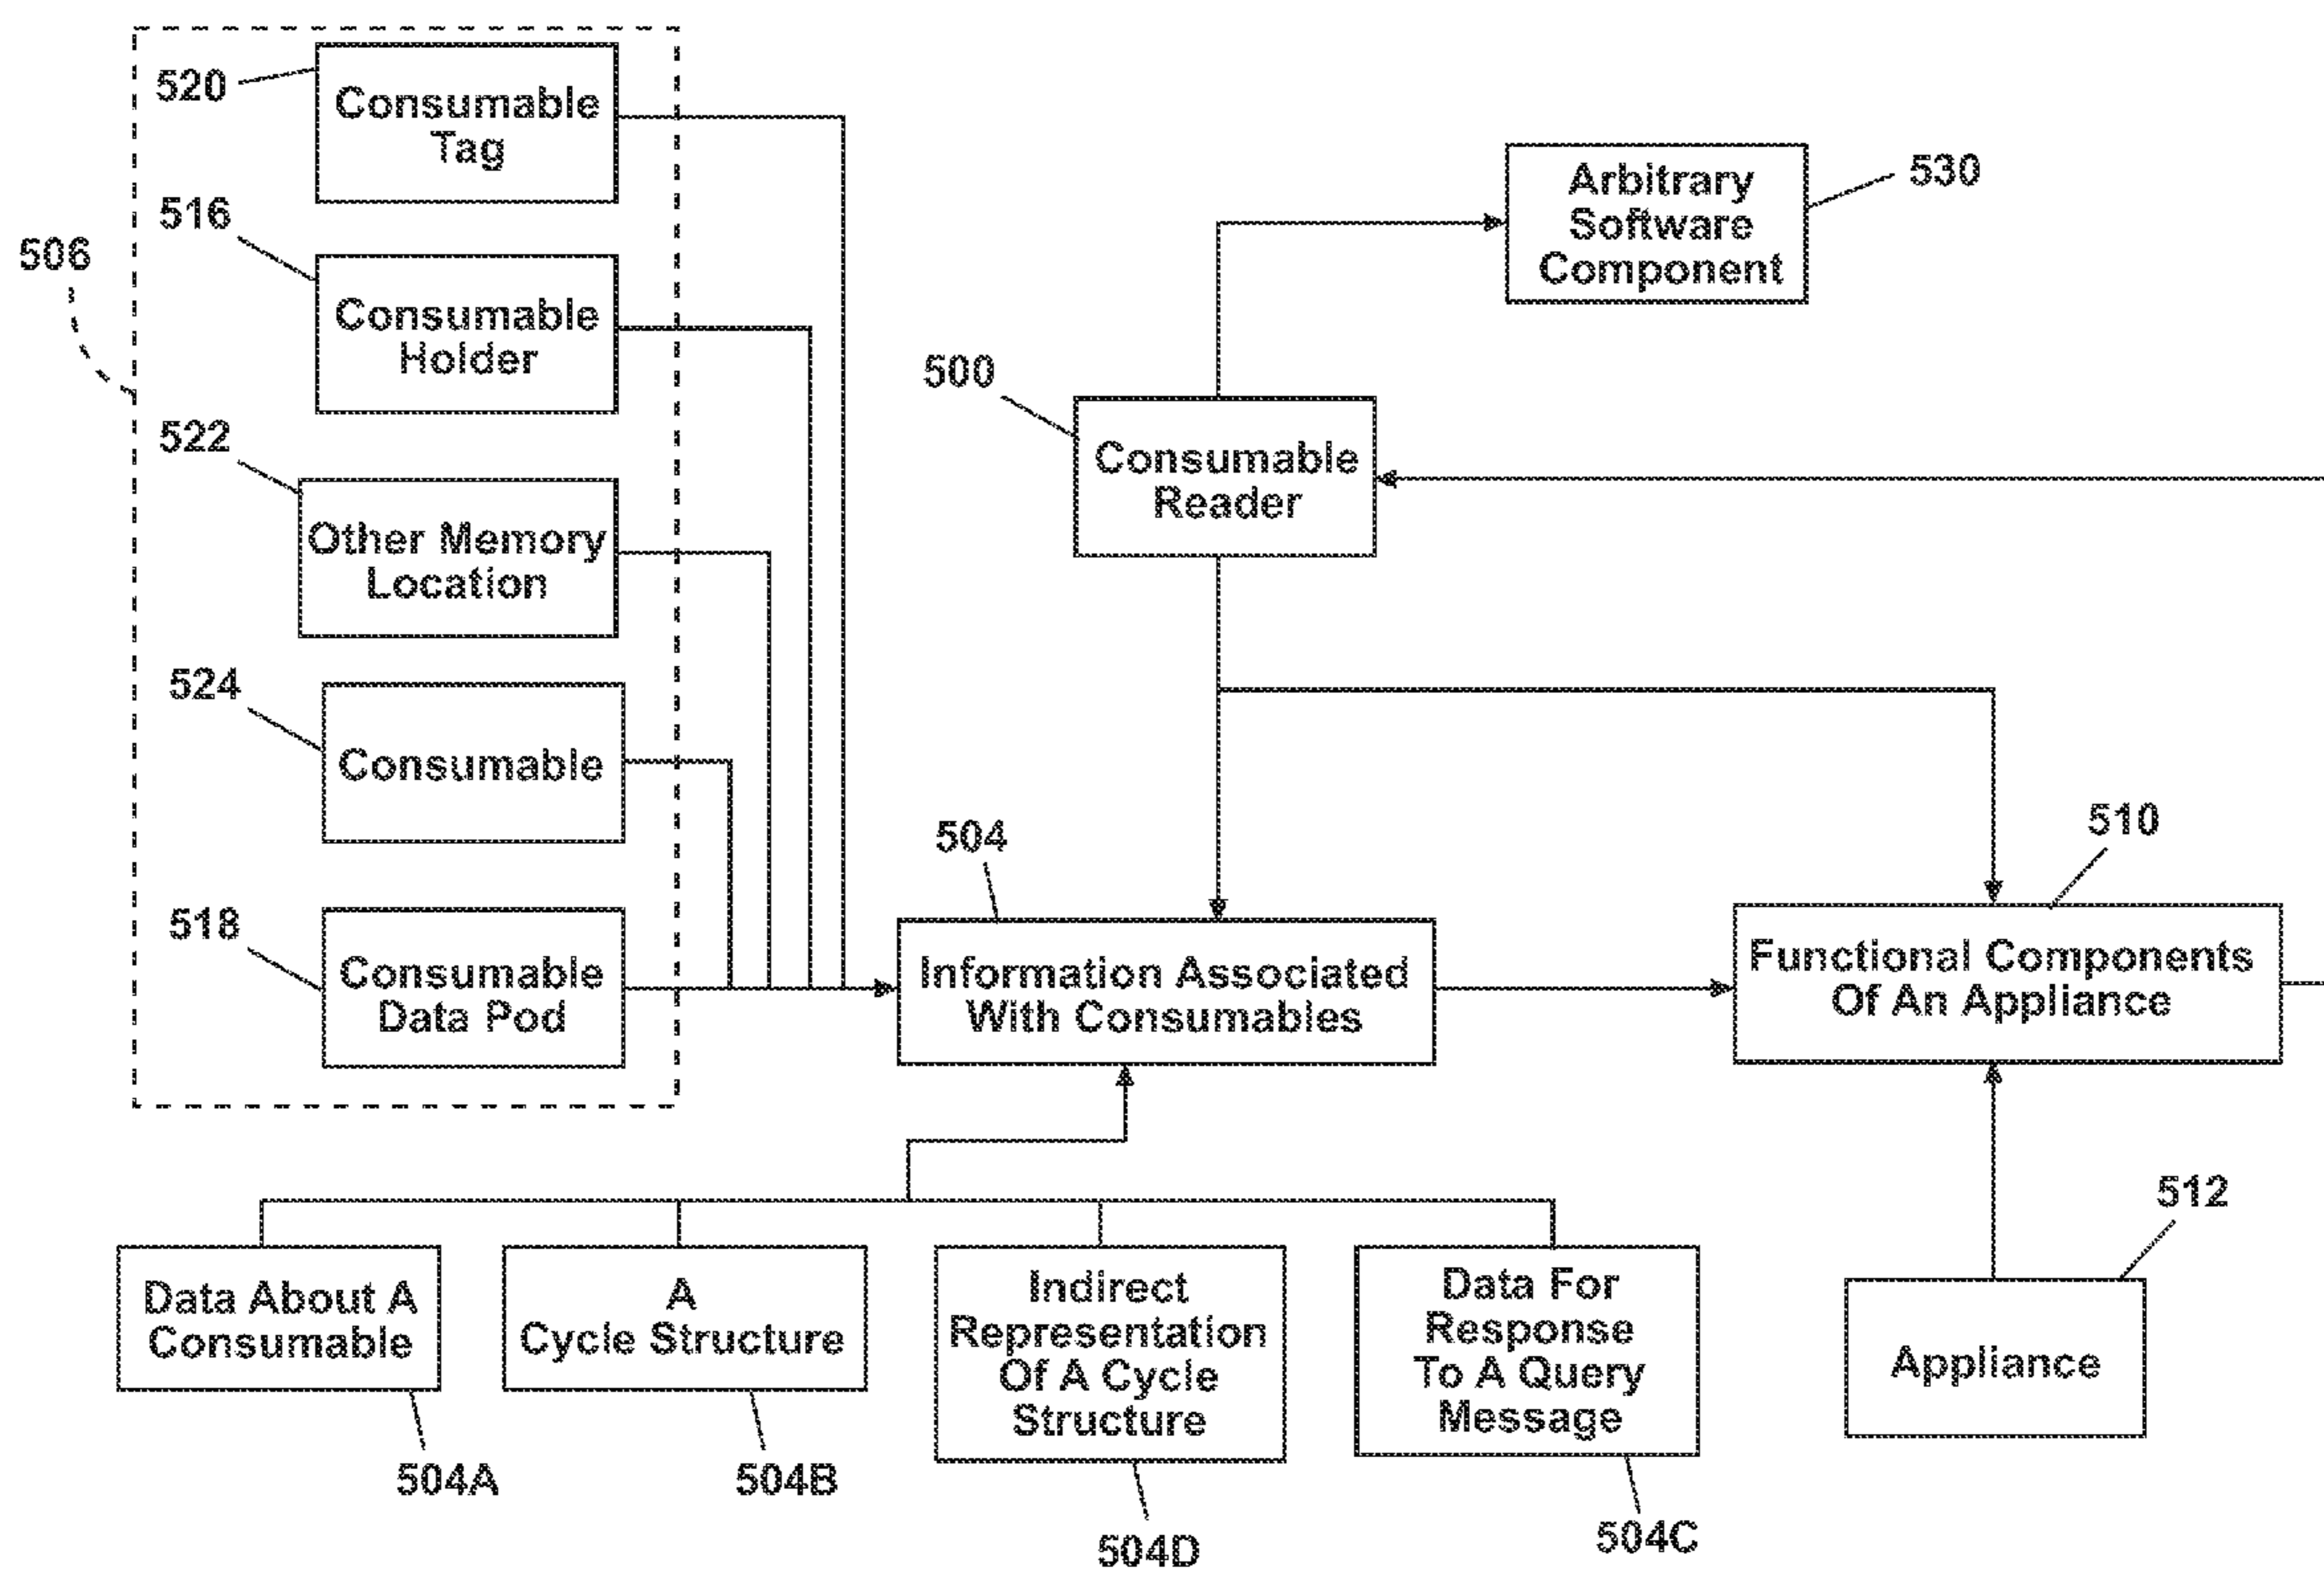 520
Consumable
Tag
516
506
Consumable
Holder
522
Other Memory
Location
524
Consumable
518
Consumable
Data Pod
Arbitrary
Software
Component
530
500
Consumable
Reader
504
Information Associated
With Consumables
510
Functional Components
Of An Appliance
512
Appliance
Data About A
Consumable
504A
A
Cycle Structure
504B
Indirect
Representation
Of A Cycle
Structure
504D
Data For
Response
To A Query
Message
504C